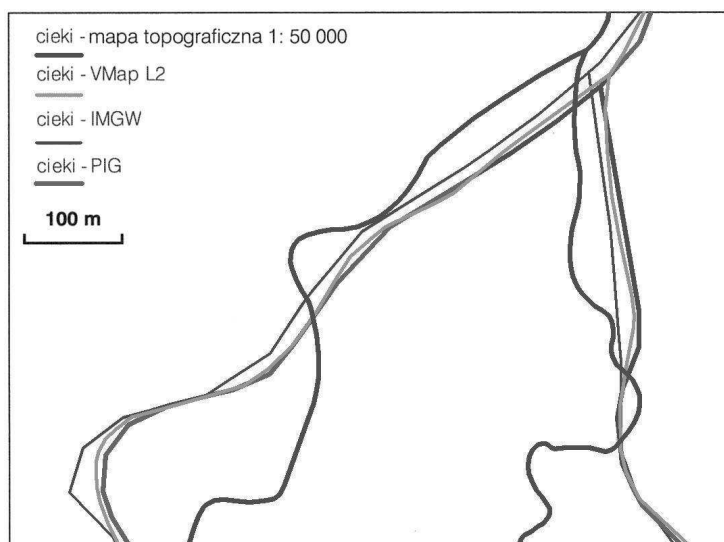 cieki - mapa topograficzna 1: 50 000
cieki - VMap L2
cieki - IMGW
cieki - PIG
100 m